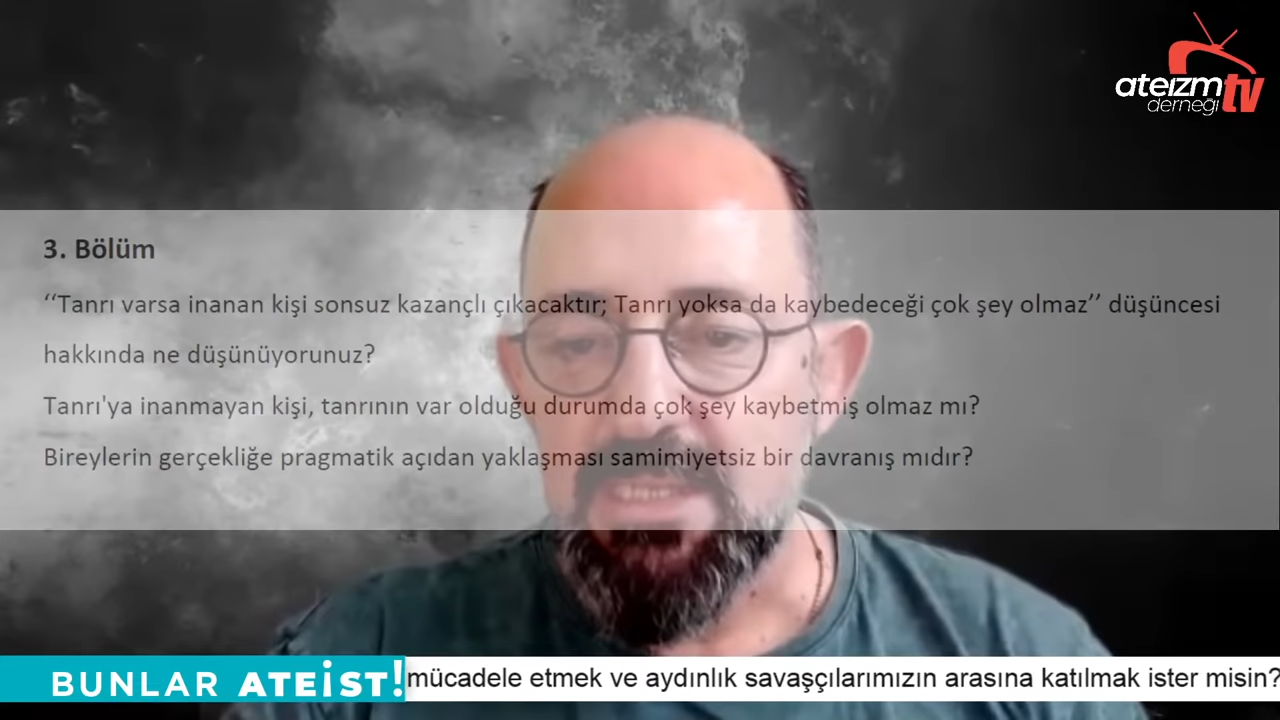 ateizm tv
derneği
3. Bölüm
‘‘Tanrı varsa inanan kişi sonsuz kazançlı çıkacaktır; Tanrı yoksa da kaybedeceği çok şey olmaz’’ düşüncesi
hakkında ne düşünüyorunuz?
Tanrı'ya inanmayan kişi, tanrının var olduğu durumda çok şey kaybetmiş olmaz mı?
Bireylerin gerçekliğe pragmatik açıdan yaklaşması samimiyetsiz bir davranış mıdır?
BUNLAR ATEİST! mücadele etmek ve aydınlık savaşçılarımızın arasına katılmak ister misin?